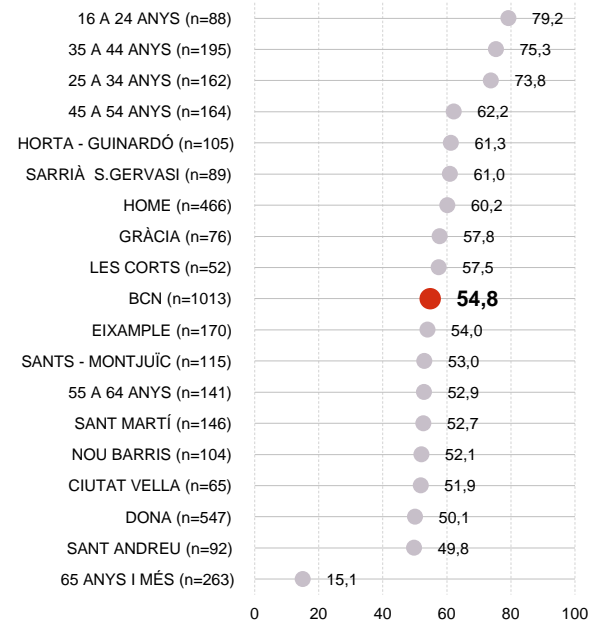 16 A 24 ANYS (n=88) 79,2
35 A 44 ANYS (n=195) 75,3
25 A 34 ANYS (n=162) 73,8
45 A 54 ANYS (n=164) 62,2
HORTA - GUINARDÓ (n=105) 61,3
SARRIÀ  S.GERVASI (n=89) 61,0
HOME (n=466) 60,2
GRÀCIA (n=76) 57,8
LES CORTS (n=52) 57,5
BCN (n=1013) 54,8
EIXAMPLE (n=170) 54,0
SANTS - MONTJUÏC (n=115) 53,0
55 A 64 ANYS (n=141) 52,9
SANT MARTÍ (n=146) 52,7
NOU BARRIS (n=104) 52,1
CIUTAT VELLA (n=65) 51,9
DONA (n=547) 50,1
SANT ANDREU (n=92) 49,8
65 ANYS I MÉS (n=263) 15,1
0 20 40 60 80 100